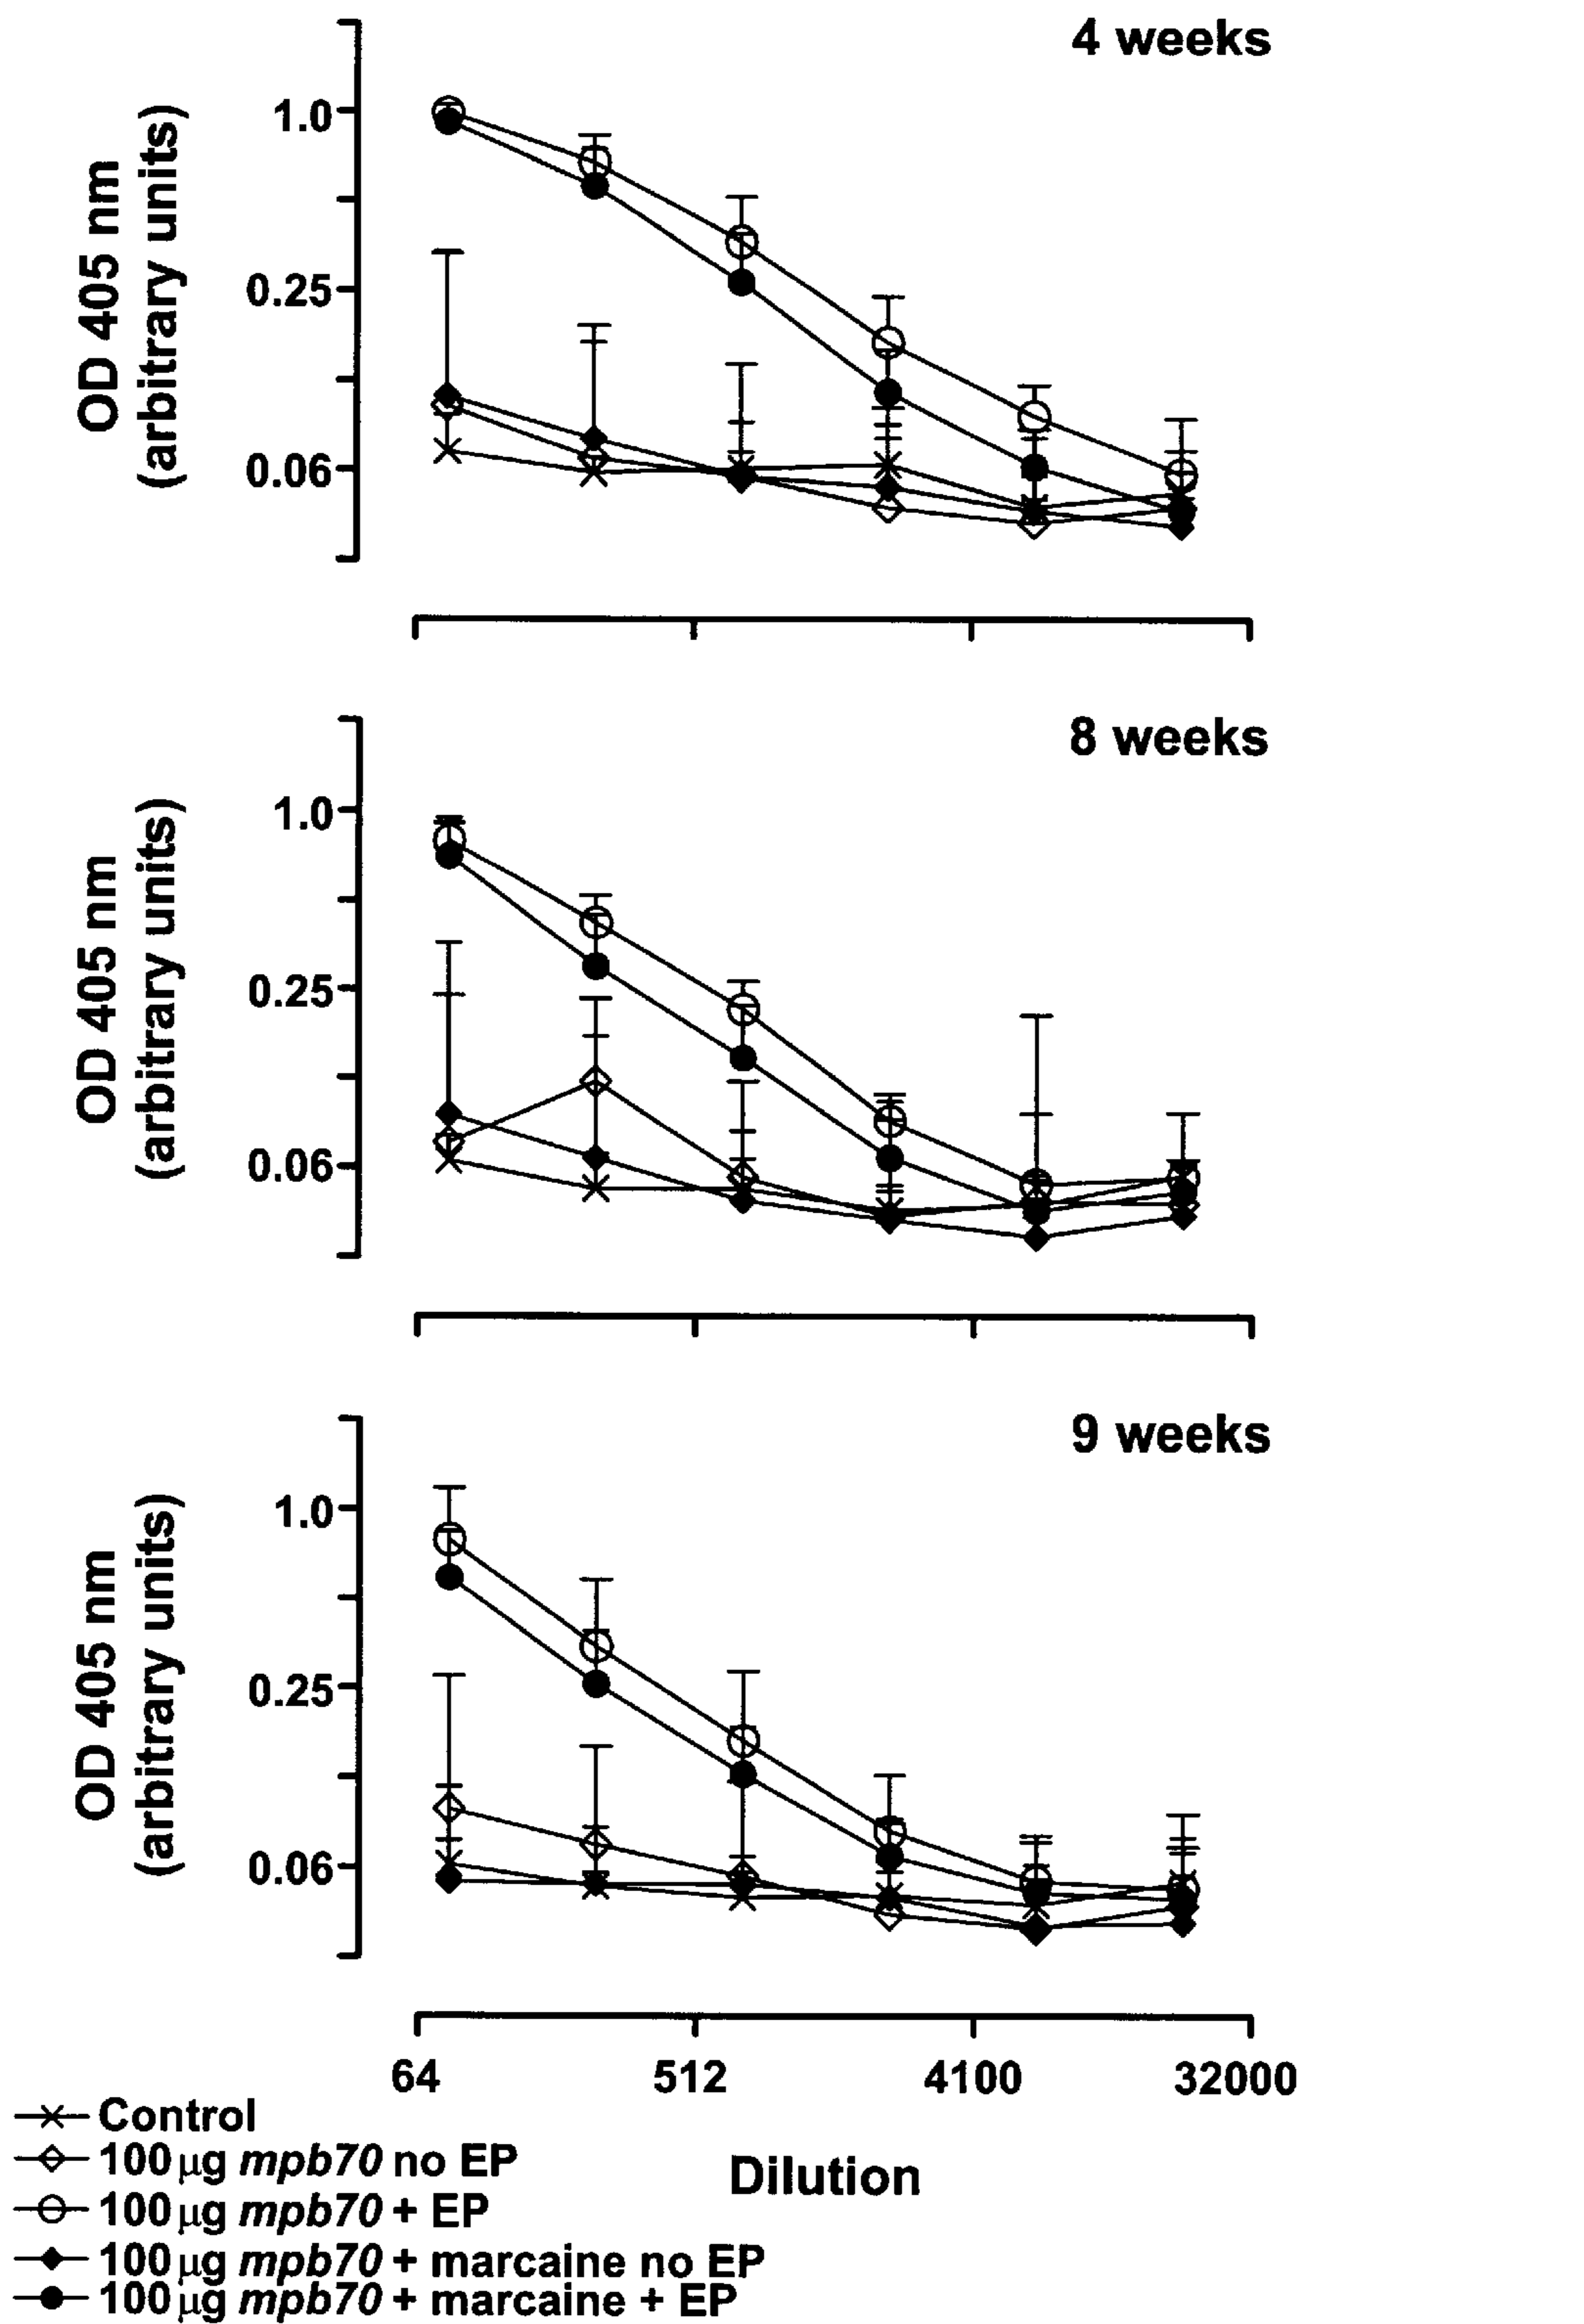 4 weeks
1.0
0.25
0.06
OD 405 nm
(arbitrary units)
8 weeks
1.0
0.25
0.06
OD 405 nm
(arbitrary units)
9 weeks
1.0
0.25
0.06
OD 405 nm
(arbitrary units)
64 512 4100 32000
Dilution
Control
100 µg mpb70 no EP
100 µg mpb70 + EP
100 µg mpb70 + marcaine no EP
100 µg mpb70 + marcaine + EP